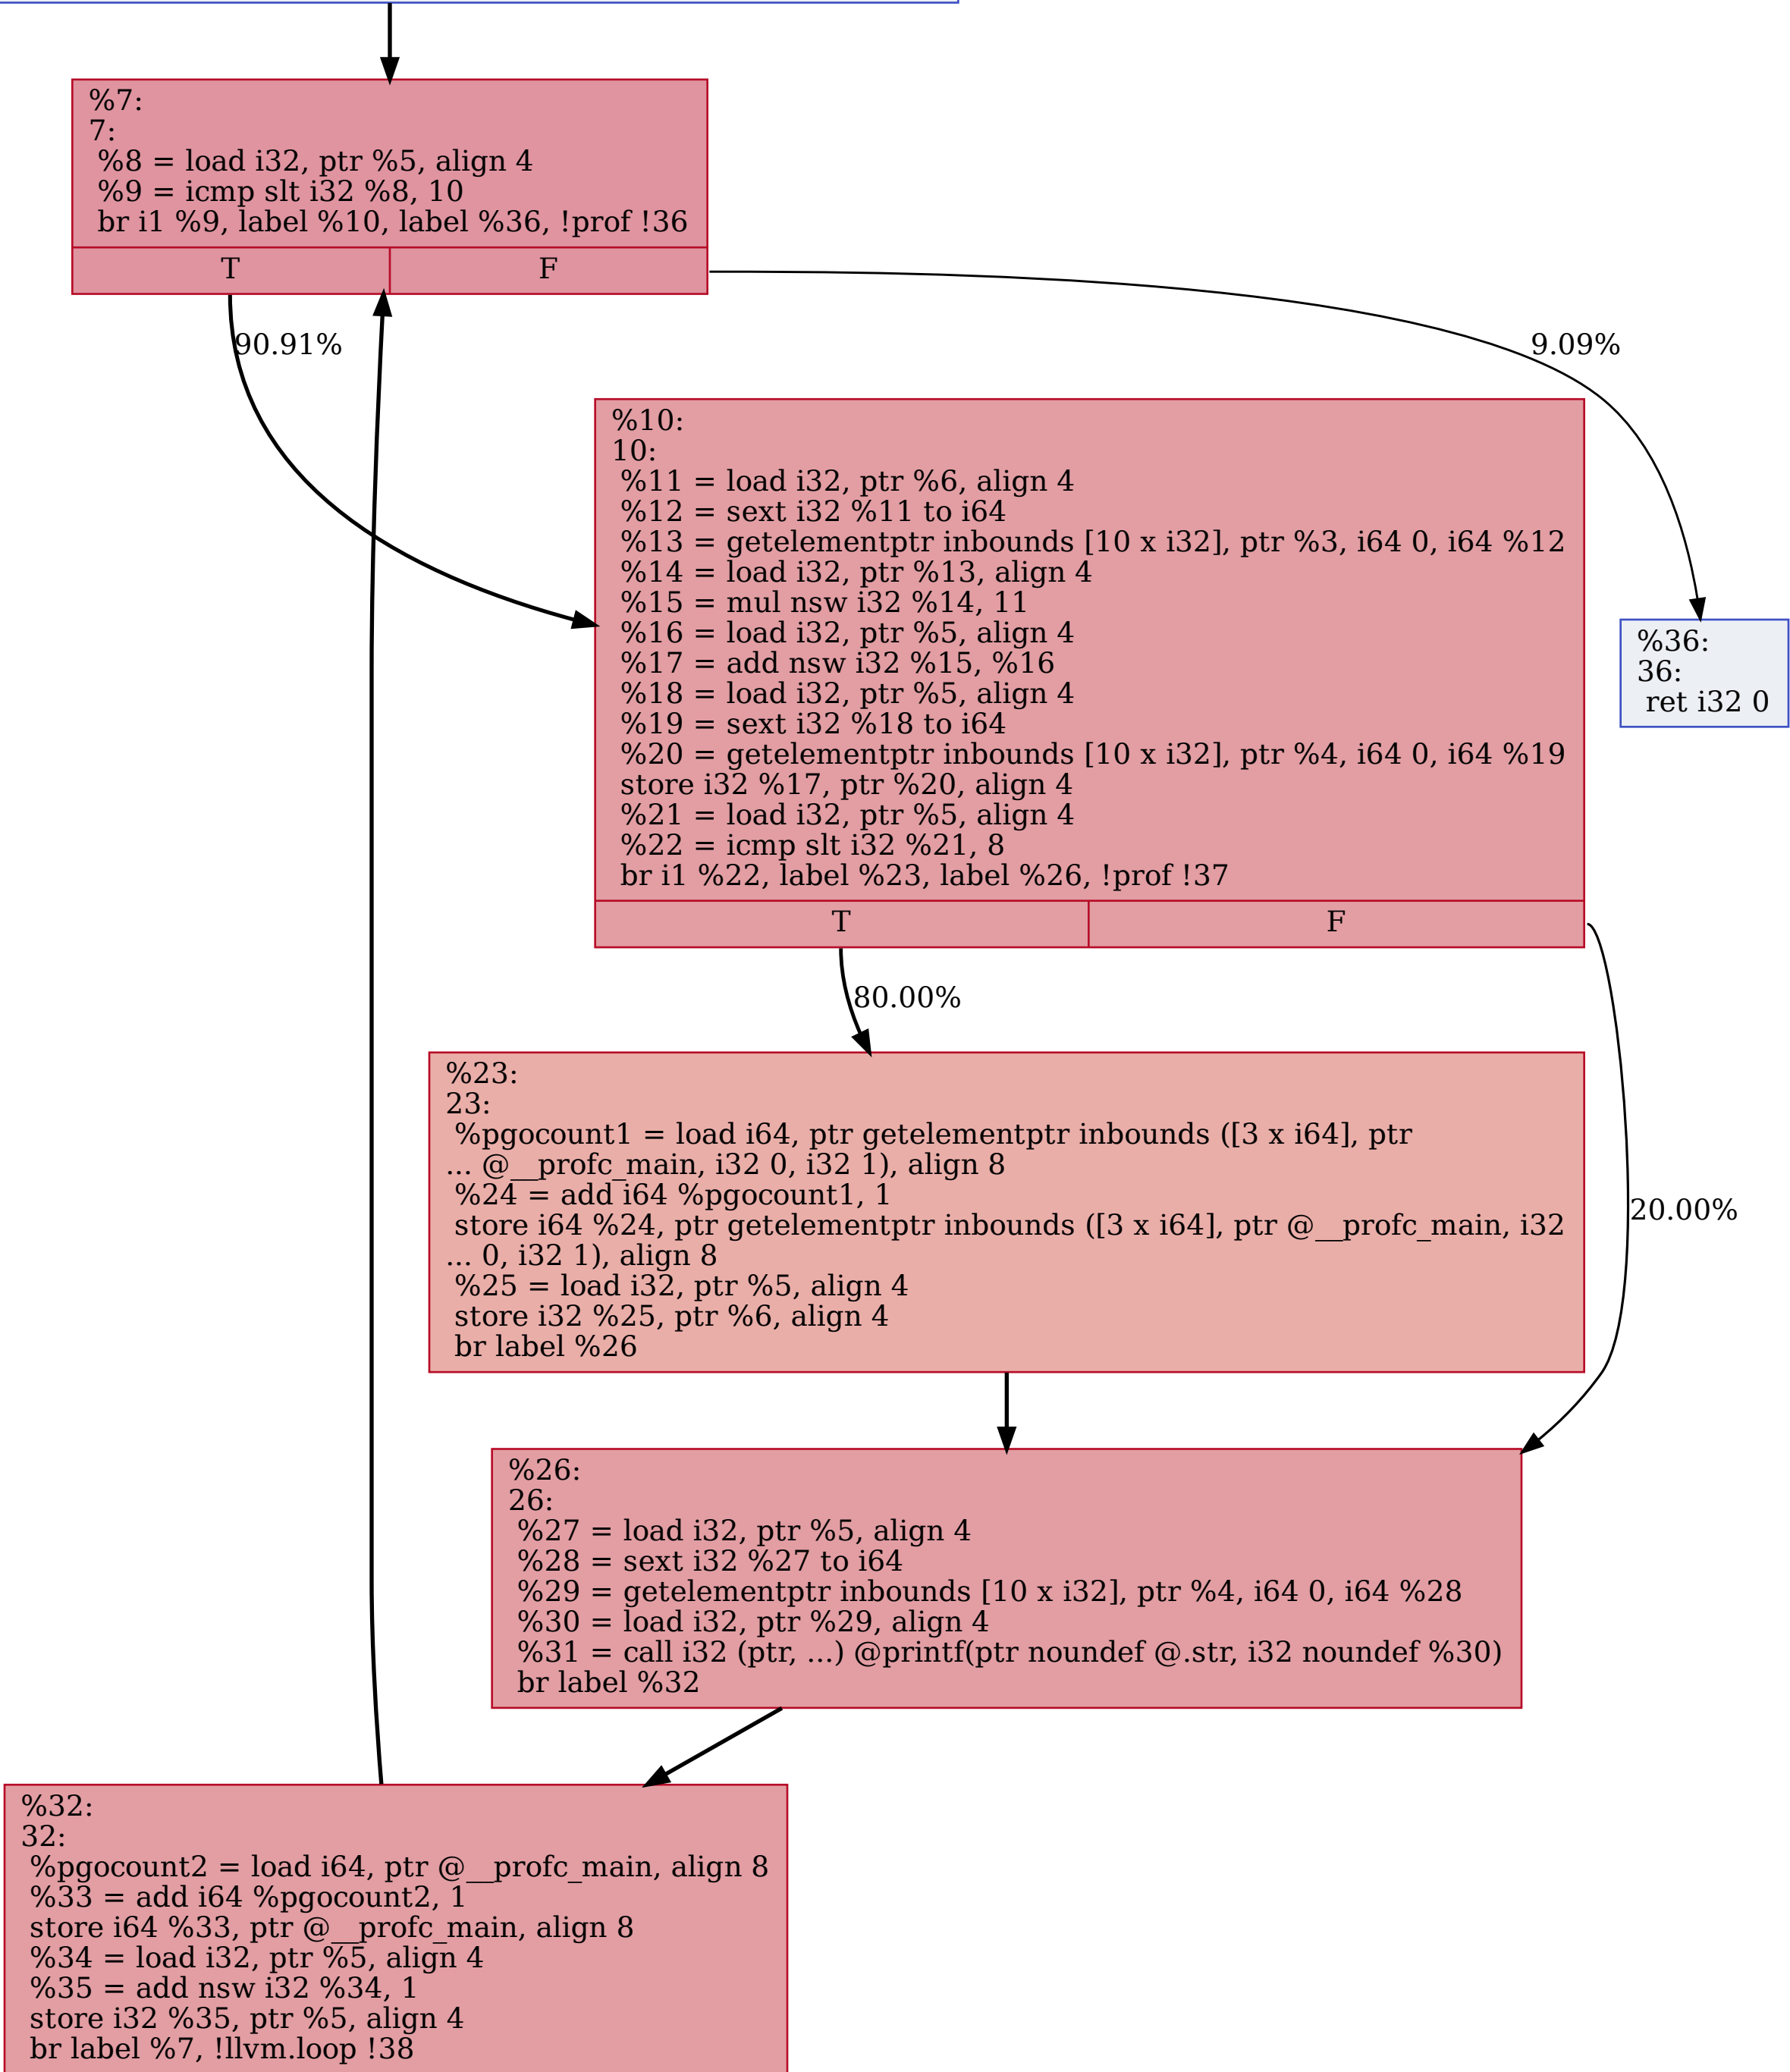 %7:
7:
%8 = load i32, ptr %5, align 4
%9 = icmp slt i32 %8, 10
br i1 %9, label %10, label %36, !prof !36
T
F
90.91%
9.09%
%10:
10:
%11 = load i32, ptr %6, align 4
%12 = sext i32 %11 to i64
%13 = getelementptr inbounds [10 x i32], ptr %3, i64 0, i64 %12
%14 = load i32, ptr %13, align 4
%15 = mul nsw i32 %14, 11
%16 = load i32, ptr %5, align 4
%17 = add nsw i32 %15, %16
%18 = load i32, ptr %5, align 4
%19 = sext i32 %18 to i64
%20 = getelementptr inbounds [10 x i32], ptr %4, i64 0, i64 %19
store i32 %17, ptr %20, align 4
%21 = load i32, ptr %5, align 4
%22 = icmp slt i32 %21, 8
br i1 %22, label %23, label %26, !prof !37
T
F
%36:
36:
ret i32 0
80.00%
20.00%
%23:
23:
%pgocount1 = load i64, ptr getelementptr inbounds ([3 x i64], ptr
... @__profc_main, i32 0, i32 1), align 8
%24 = add i64 %pgocount1, 1
store i64 %24, ptr getelementptr inbounds ([3 x i64], ptr @__profc_main, i32
... 0, i32 1), align 8
%25 = load i32, ptr %5, align 4
store i32 %25, ptr %6, align 4
br label %26
%26:
26:
%27 = load i32, ptr %5, align 4
%28 = sext i32 %27 to i64
%29 = getelementptr inbounds [10 x i32], ptr %4, i64 0, i64 %28
%30 = load i32, ptr %29, align 4
%31 = call i32 (ptr, ...) @printf(ptr noundef @.str, i32 noundef %30)
br label %32
%32:
32:
%pgocount2 = load i64, ptr @__profc_main, align 8
%33 = add i64 %pgocount2, 1
store i64 %33, ptr @__profc_main, align 8
%34 = load i32, ptr %5, align 4
%35 = add nsw i32 %34, 1
store i32 %35, ptr %5, align 4
br label %7, !llvm.loop !38